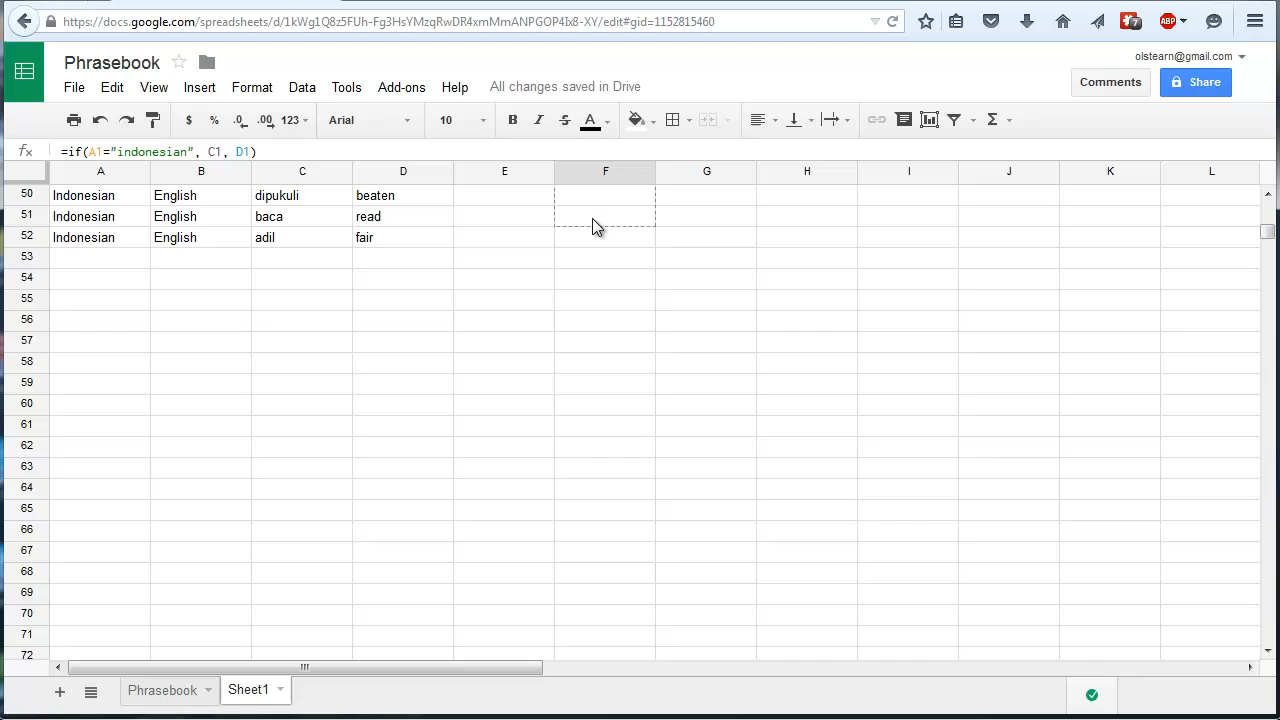 https://docs.google.com/spreadsheets/d/1kWg1Q8z5FUh-Fg3HsYMzqRwDR4xmMmANPGOP4Ix8-XY/edit#gid=1152815460
7
ABP
Phrasebook
olstearn@gmail.com
File Edit View Insert Format Data Tools Add-ons Help All changes saved in Drive
Comments Share
$ % .0 .00 123 Arial 10 B I S A Σ
fx =if(A1="indonesian", C1, D1)
A B C D E F G H I J K L
50 Indonesian English dipukuli beaten
51 Indonesian English baca read
52 Indonesian English adil fair
53
54
55
56
57
58
59
60
61
62
63
64
65
66
67
68
69
70
71
72
+ Phrasebook Sheet1